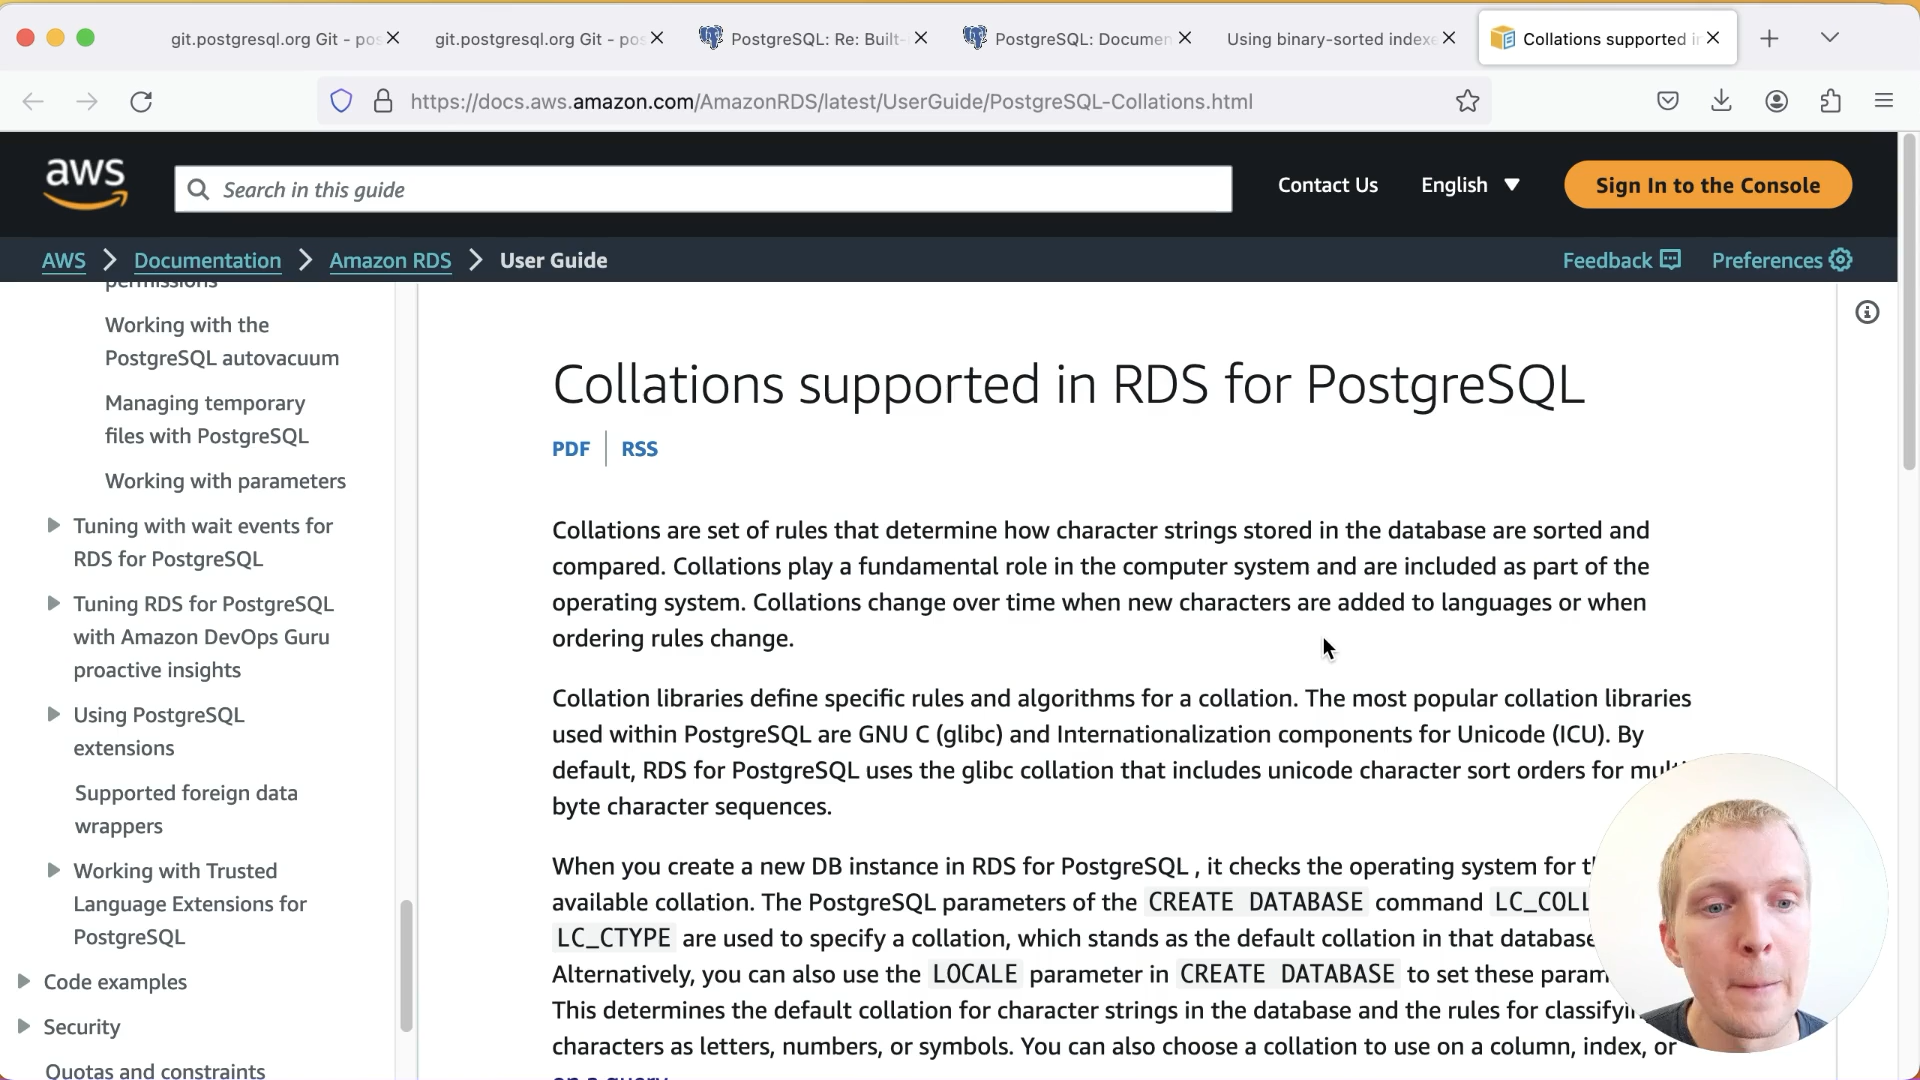 git.postgresql.org Git - pos
git.postgresql.org Git - pos
PostgreSQL: Re: Built-
PostgreSQL: Documen
Using binary-sorted indexe
Collations supported in
https://docs.aws.amazon.com/AmazonRDS/latest/UserGuide/PostgreSQL-Collations.html
aws
Search in this guide
Contact Us
English
Sign In to the Console
AWS
Documentation
Amazon RDS
User Guide
Feedback
Preferences
permissions
Working with the
PostgreSQL autovacuum
Managing temporary
files with PostgreSQL
Working with parameters
Tuning with wait events for
RDS for PostgreSQL
Tuning RDS for PostgreSQL
with Amazon DevOps Guru
proactive insights
Using PostgreSQL
extensions
Supported foreign data
wrappers
Working with Trusted
Language Extensions for
PostgreSQL
Code examples
Security
Quotas and constraints
Collations supported in RDS for PostgreSQL
PDF
RSS
Collations are set of rules that determine how character strings stored in the database are sorted and
compared. Collations play a fundamental role in the computer system and are included as part of the
operating system. Collations change over time when new characters are added to languages or when
ordering rules change.
Collation libraries define specific rules and algorithms for a collation. The most popular collation libraries
used within PostgreSQL are GNU C (glibc) and Internationalization components for Unicode (ICU). By
default, RDS for PostgreSQL uses the glibc collation that includes unicode character sort orders for
byte character sequences.
When you create a new DB instance in RDS for PostgreSQL , it checks the operating system for
available collation. The PostgreSQL parameters of the CREATE DATABASE command LC_COLL
LC_CTYPE are used to specify a collation, which stands as the default collation in that database
Alternatively, you can also use the LOCALE parameter in CREATE DATABASE to set these param
This determines the default collation for character strings in the database and the rules for classifyin
characters as letters, numbers, or symbols. You can also choose a collation to use on a column, index, or
on a query